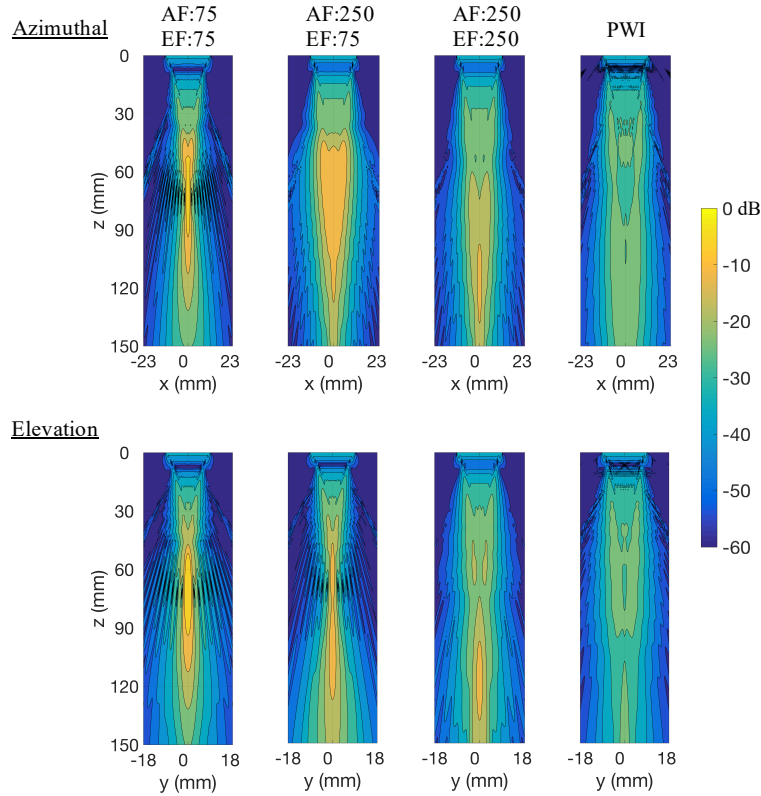 Azimuthal
AF:75 AF:250 AF:250 PWI
EF:75 EF:75 EF:250
0
30
60
90
120
150
z (mm)
-23 0 23 -23 0 23 -23 0 23 -23 0 23
x (mm) x (mm) x (mm) x (mm)
0 dB
-10
-20
-30
-40
-50
-60
Elevation
0
30
60
90
120
150
z (mm)
-18 0 18 -18 0 18 -18 0 18 -18 0 18
y (mm) y (mm) y (mm) y (mm)